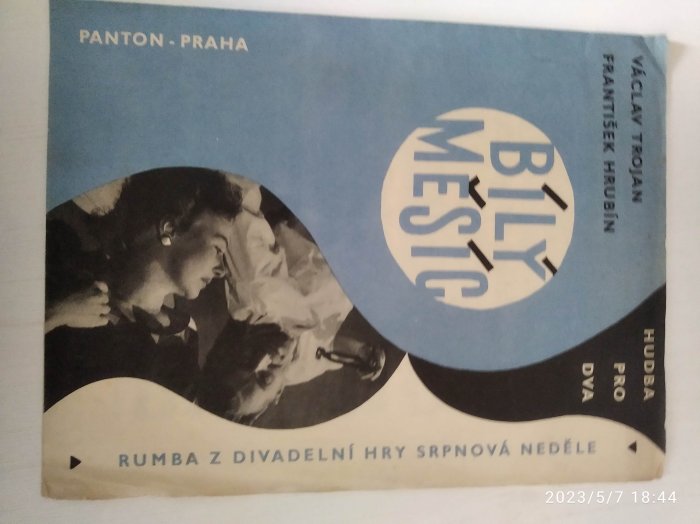 VÁCLAV TROJAN
FRANTIŠEK HRUBÍN
BÍLÝ
MĚSÍC
HUDBA
PRO
DVA
RUMBA Z DIVADELNÍ HRY SRPNOVÁ NEDĚLE
PANTON - PRAHA
2023/5/7 18:44